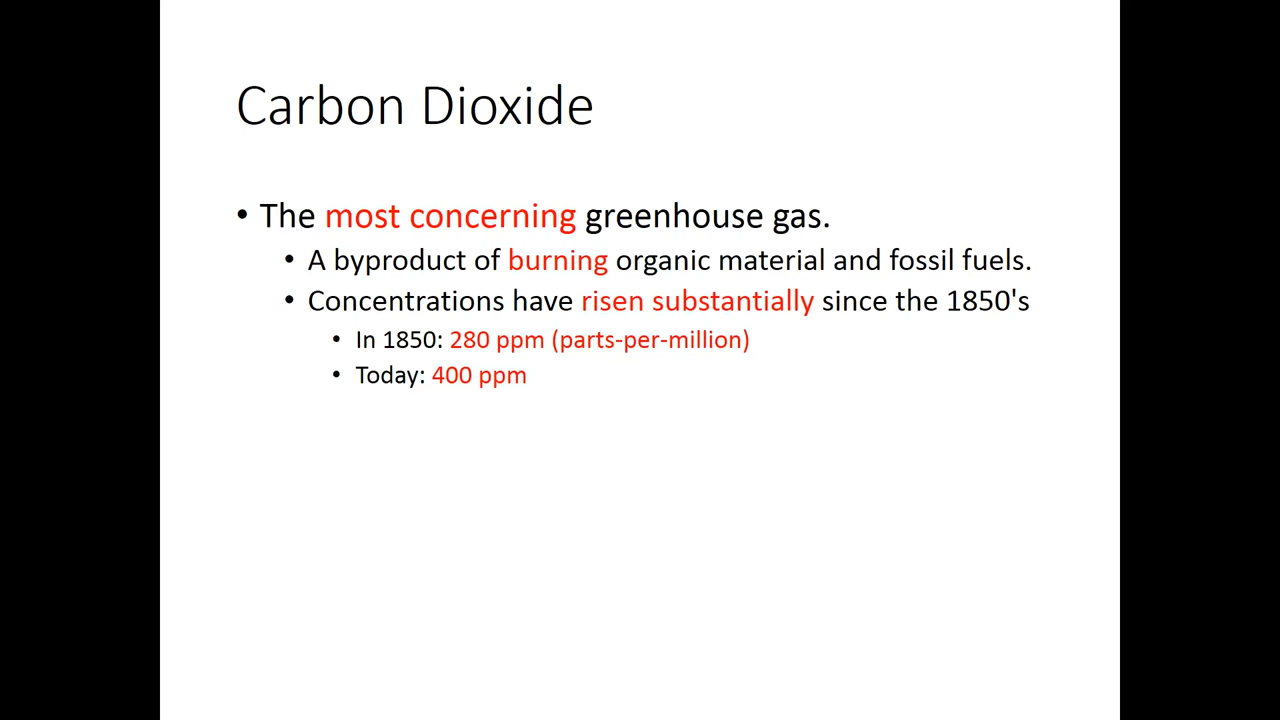 Carbon Dioxide
• The most concerning greenhouse gas.
• A byproduct of burning organic material and fossil fuels.
• Concentrations have risen substantially since the 1850's
• In 1850: 280 ppm (parts-per-million)
• Today: 400 ppm